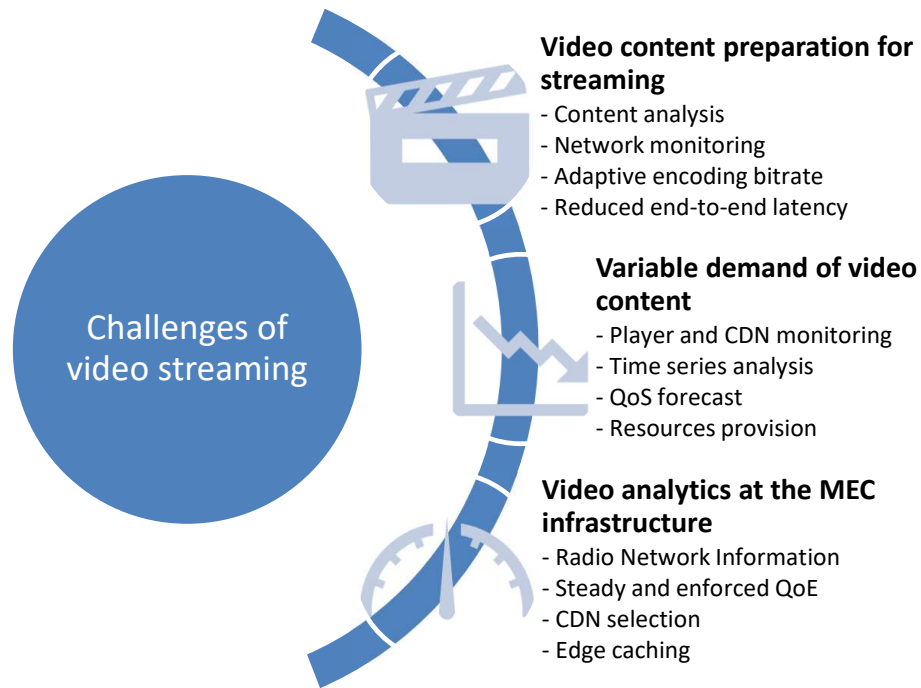 Challenges of
video streaming
Video content preparation for
streaming
- Content analysis
- Network monitoring
- Adaptive encoding bitrate
- Reduced end-to-end latency
Variable demand of video
content
- Player and CDN monitoring
- Time series analysis
- QoS forecast
- Resources provision
Video analytics at the MEC
infrastructure
- Radio Network Information
- Steady and enforced QoE
- CDN selection
- Edge caching